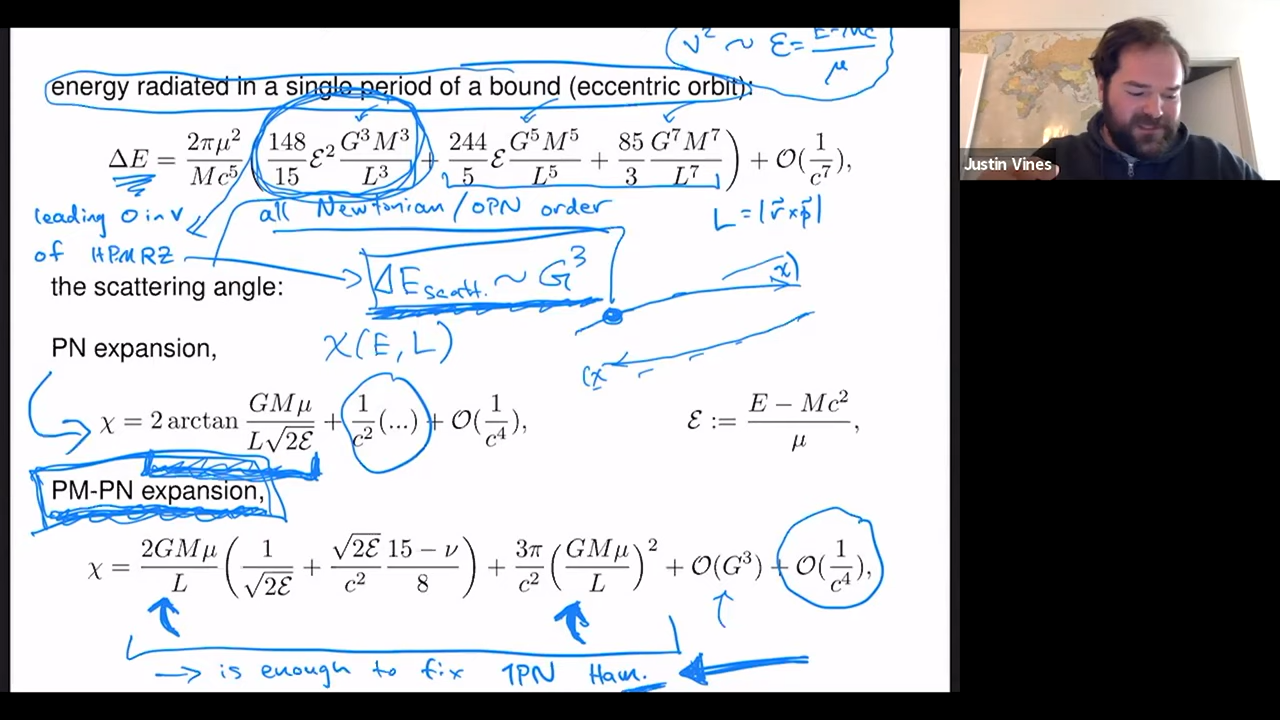 v² ~ ε = E-Mc²/μ
energy radiated in a single period of a bound (eccentric orbit):
ΔE = 2πμ²/Mc⁵ ( 148/15 ℰ² G³M³/L³ + 244/5 ℰ G⁵M⁵/L⁵ + 85/3 G⁷M⁷/L⁷ ) + 𝒪(1/c⁷),
Justin Vines
leading O in v
all Newtonian/0PN order
L = |r⃗ × p⃗|
of HPMRZ
ΔE scatt. ~ G³
x)
the scattering angle:
PN expansion,
χ(E, L)
(x
χ = 2 arctan GMμ/L√2ℰ + 1/c² (...) + 𝒪(1/c⁴),
ℰ := E − Mc²/μ,
PM-PN expansion,
χ = 2GMμ/L ( 1/√2ℰ + √2ℰ/c² 15 − ν/8 ) + 3π/c² ( GMμ/L )² + 𝒪(G³) + 𝒪(1/c⁴),
→ is enough to fix 1PN Ham.